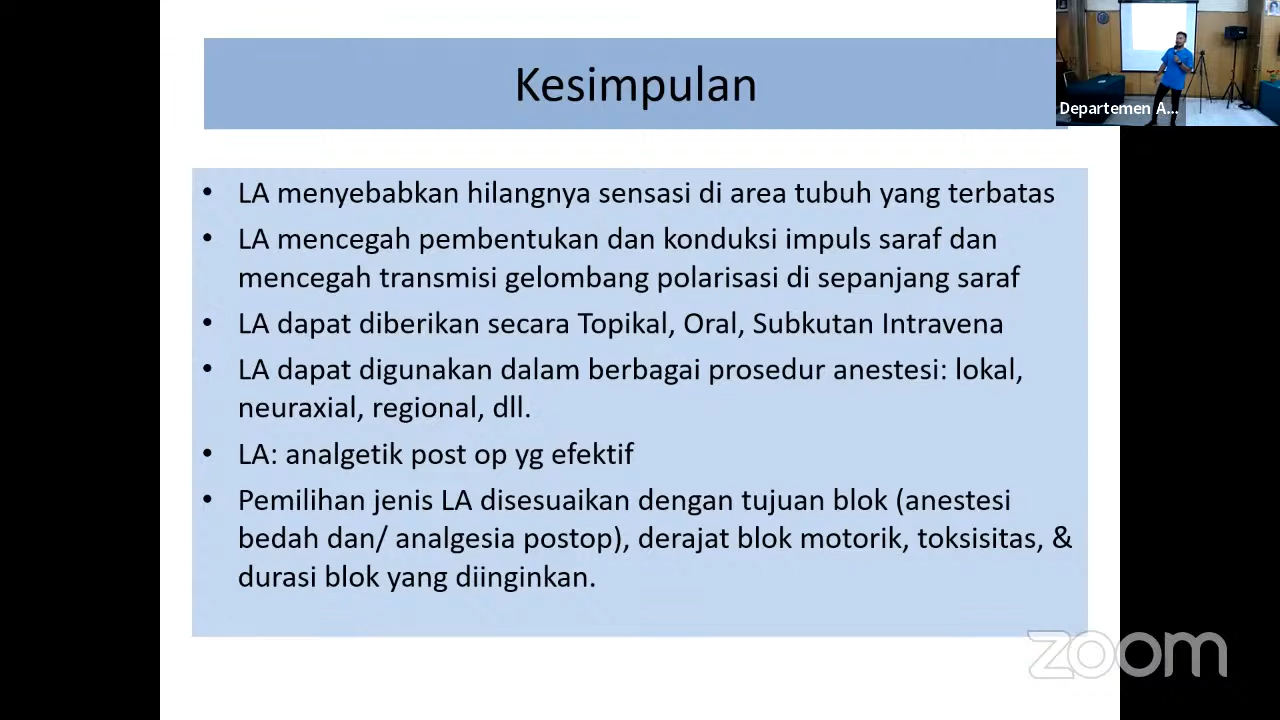 Kesimpulan
Departemen A...
• LA menyebabkan hilangnya sensasi di area tubuh yang terbatas
• LA mencegah pembentukan dan konduksi impuls saraf dan
mencegah transmisi gelombang polarisasi di sepanjang saraf
• LA dapat diberikan secara Topikal, Oral, Subkutan Intravena
• LA dapat digunakan dalam berbagai prosedur anestesi: lokal,
neuraxial, regional, dll.
• LA: analgetik post op yg efektif
• Pemilihan jenis LA disesuaikan dengan tujuan blok (anestesi
bedah dan/ analgesia postop), derajat blok motorik, toksisitas, &
durasi blok yang diinginkan.
zoom